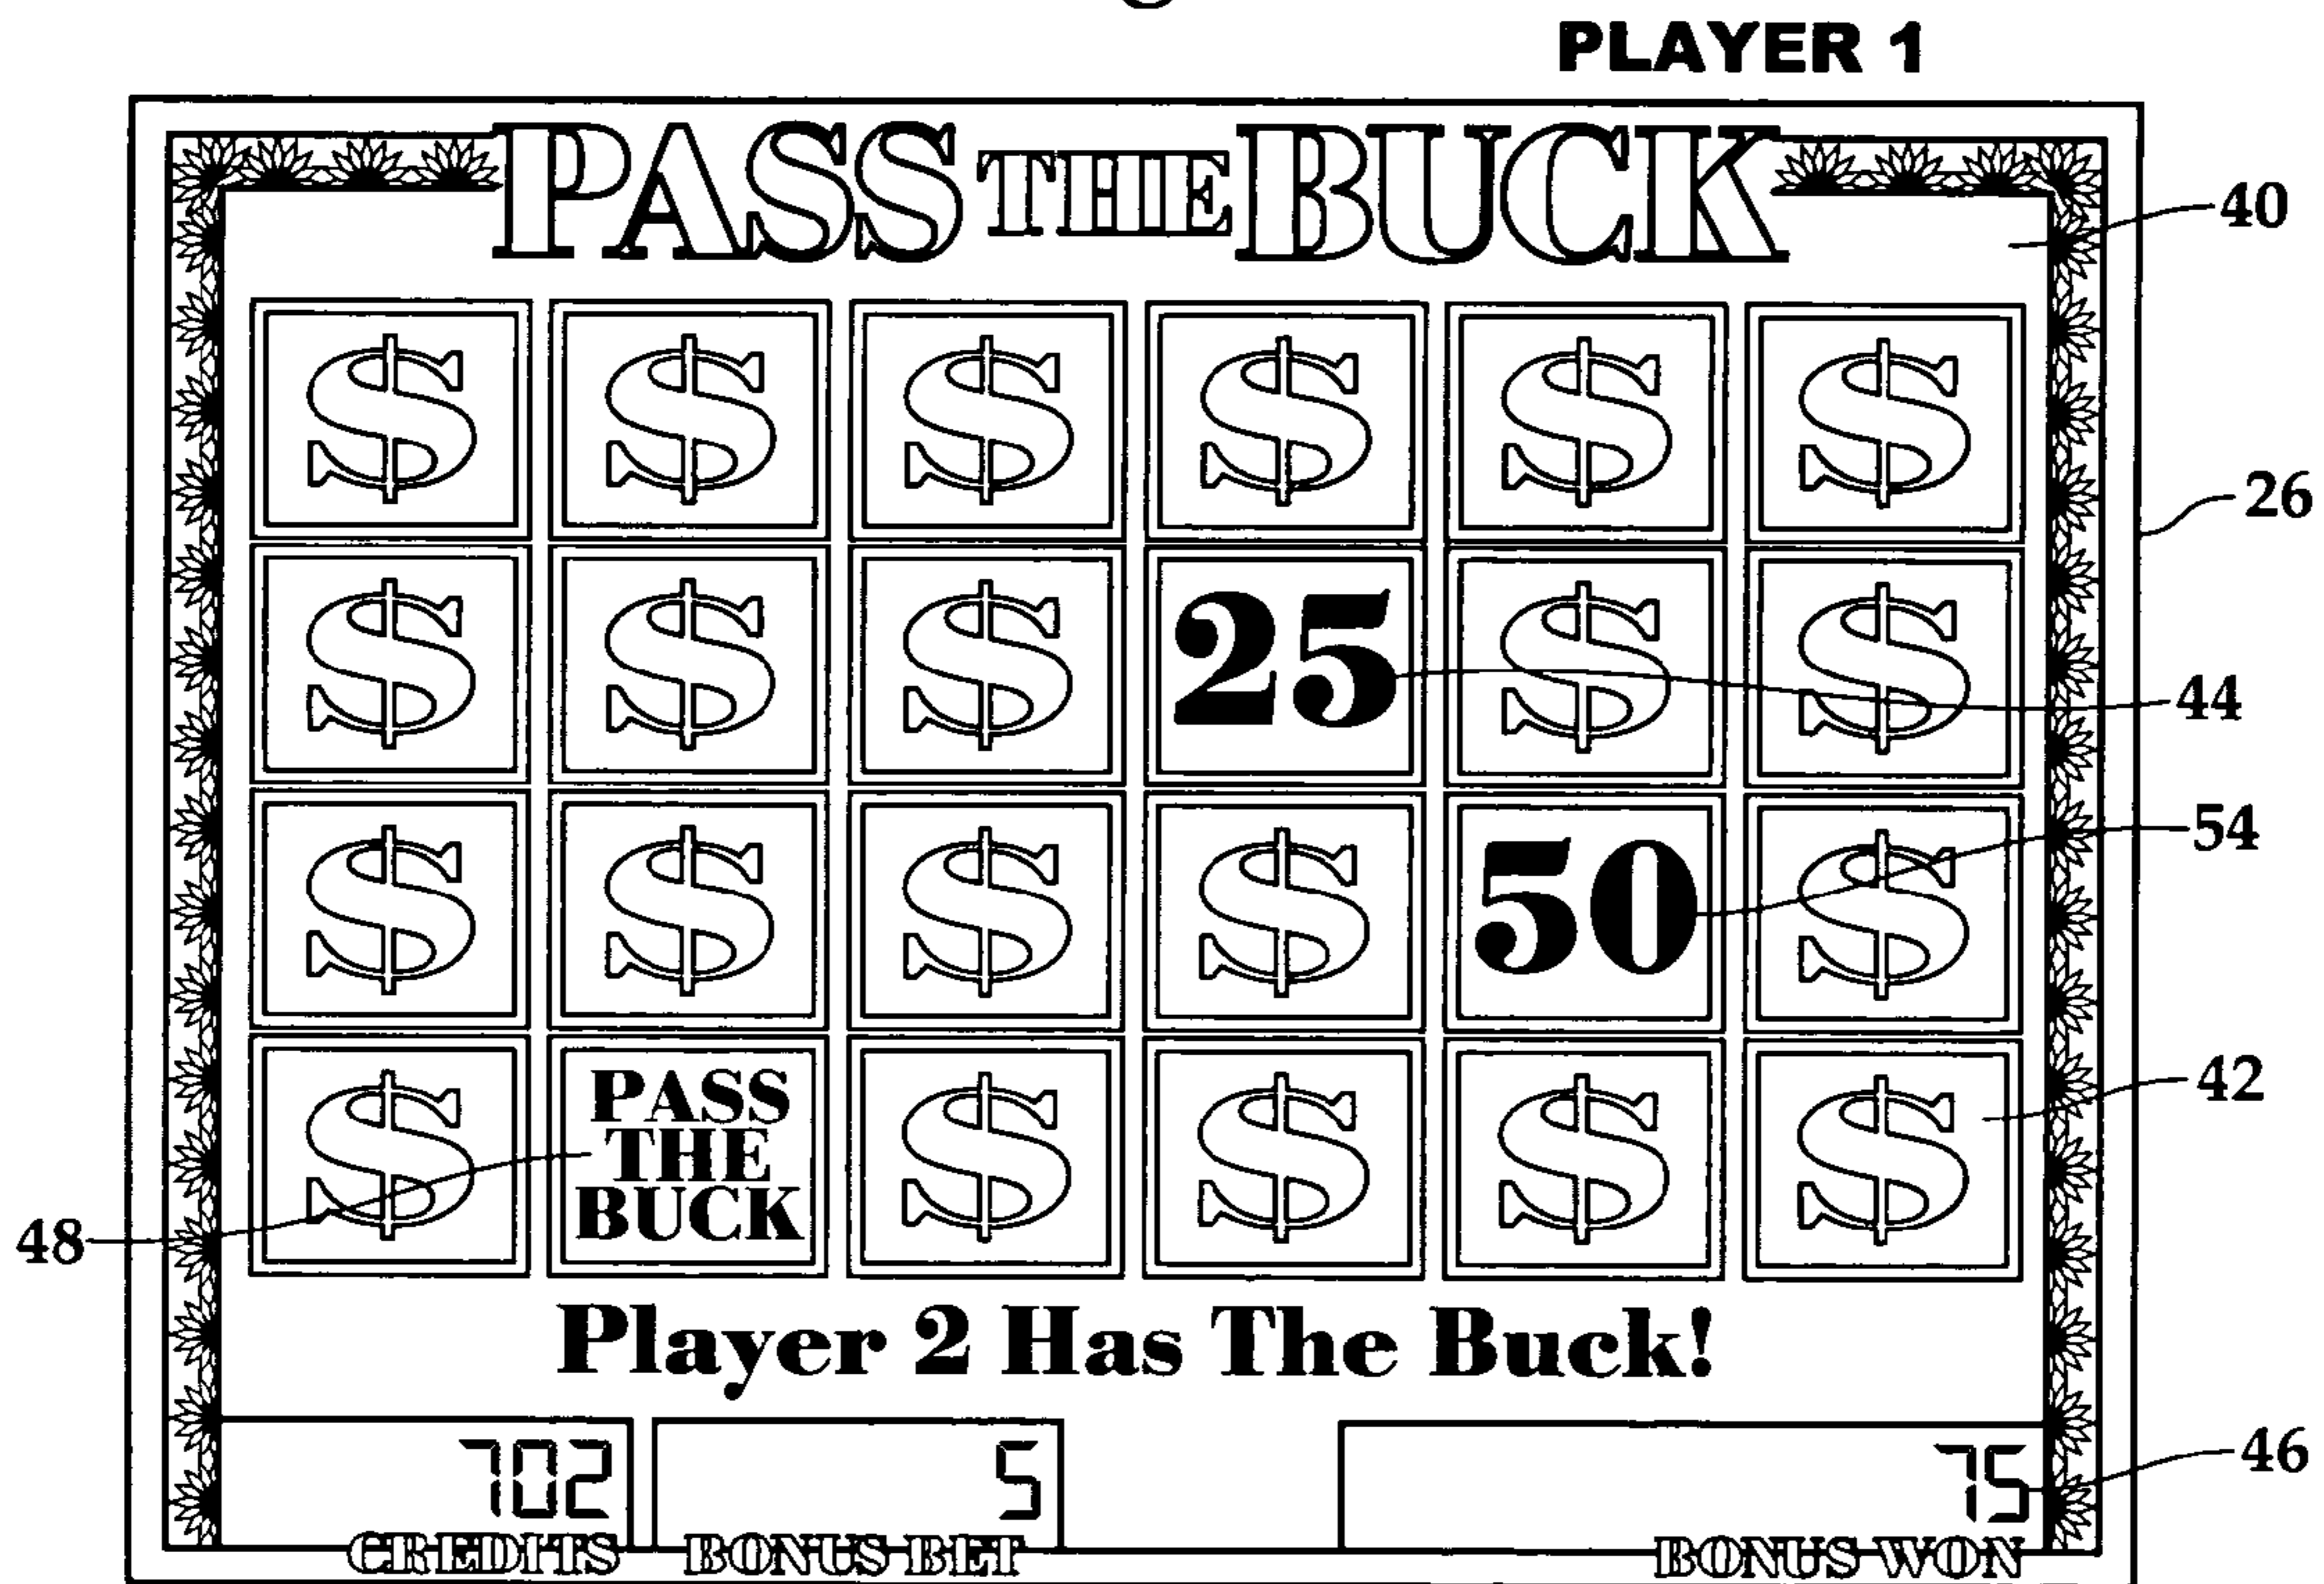 PLAYER 1
PASS THE BUCK
40
$ $ $ $ $ $
26
$ $ $ 25 $ $
44
$ $ $ $ 50 $
54
$ PASS THE BUCK $ $ $ $
42
48
Player 2 Has The Buck!
702 5 75
46
CREDITS BONUS BET BONUS WON